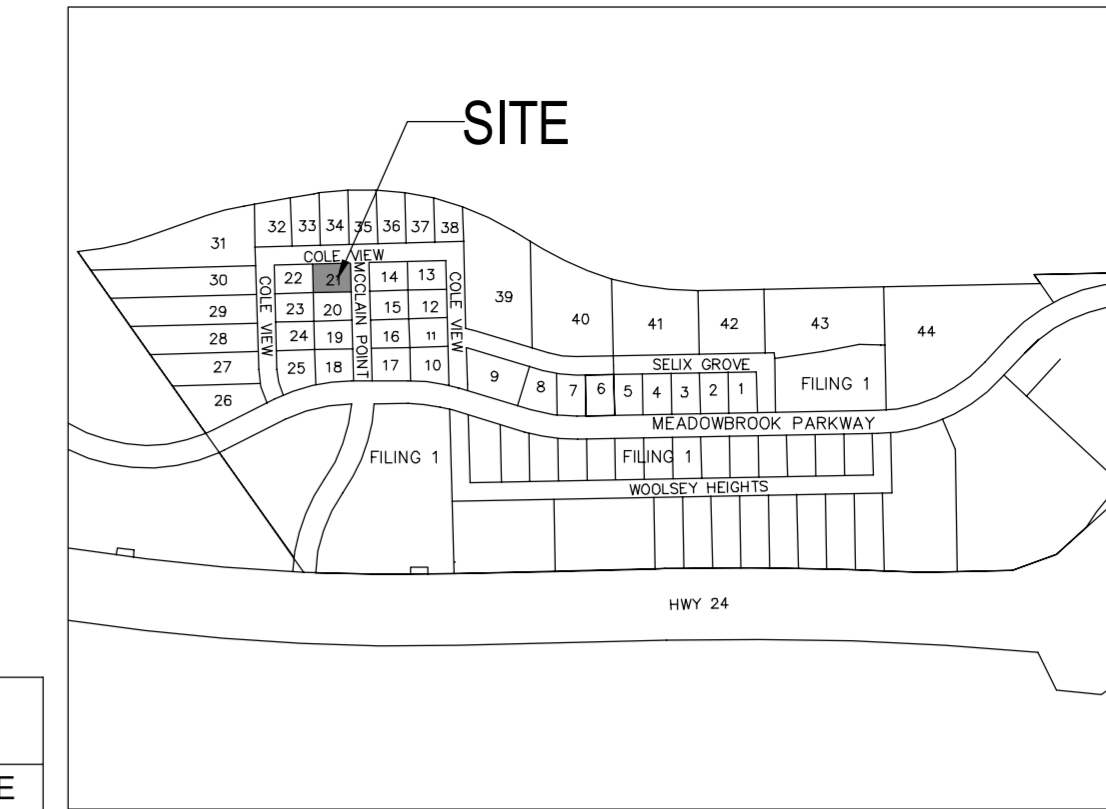 SITE
32 33 34 35 36 37 38
31
COLE VIEW
30 22 21 14 13
COLE VIEW
MCCLAIN POINT
COLE VIEW
39
29 23 20 15 12
40 41 42 43 44
28 24 19 16 11
27 25 18 17 10
SELIX GROVE
9 8 7 6 5 4 3 2 1
FILING 1
26
MEADOWBROOK PARKWAY
FILING 1
FILING 1
WOOLSEY HEIGHTS
HWY 24
E